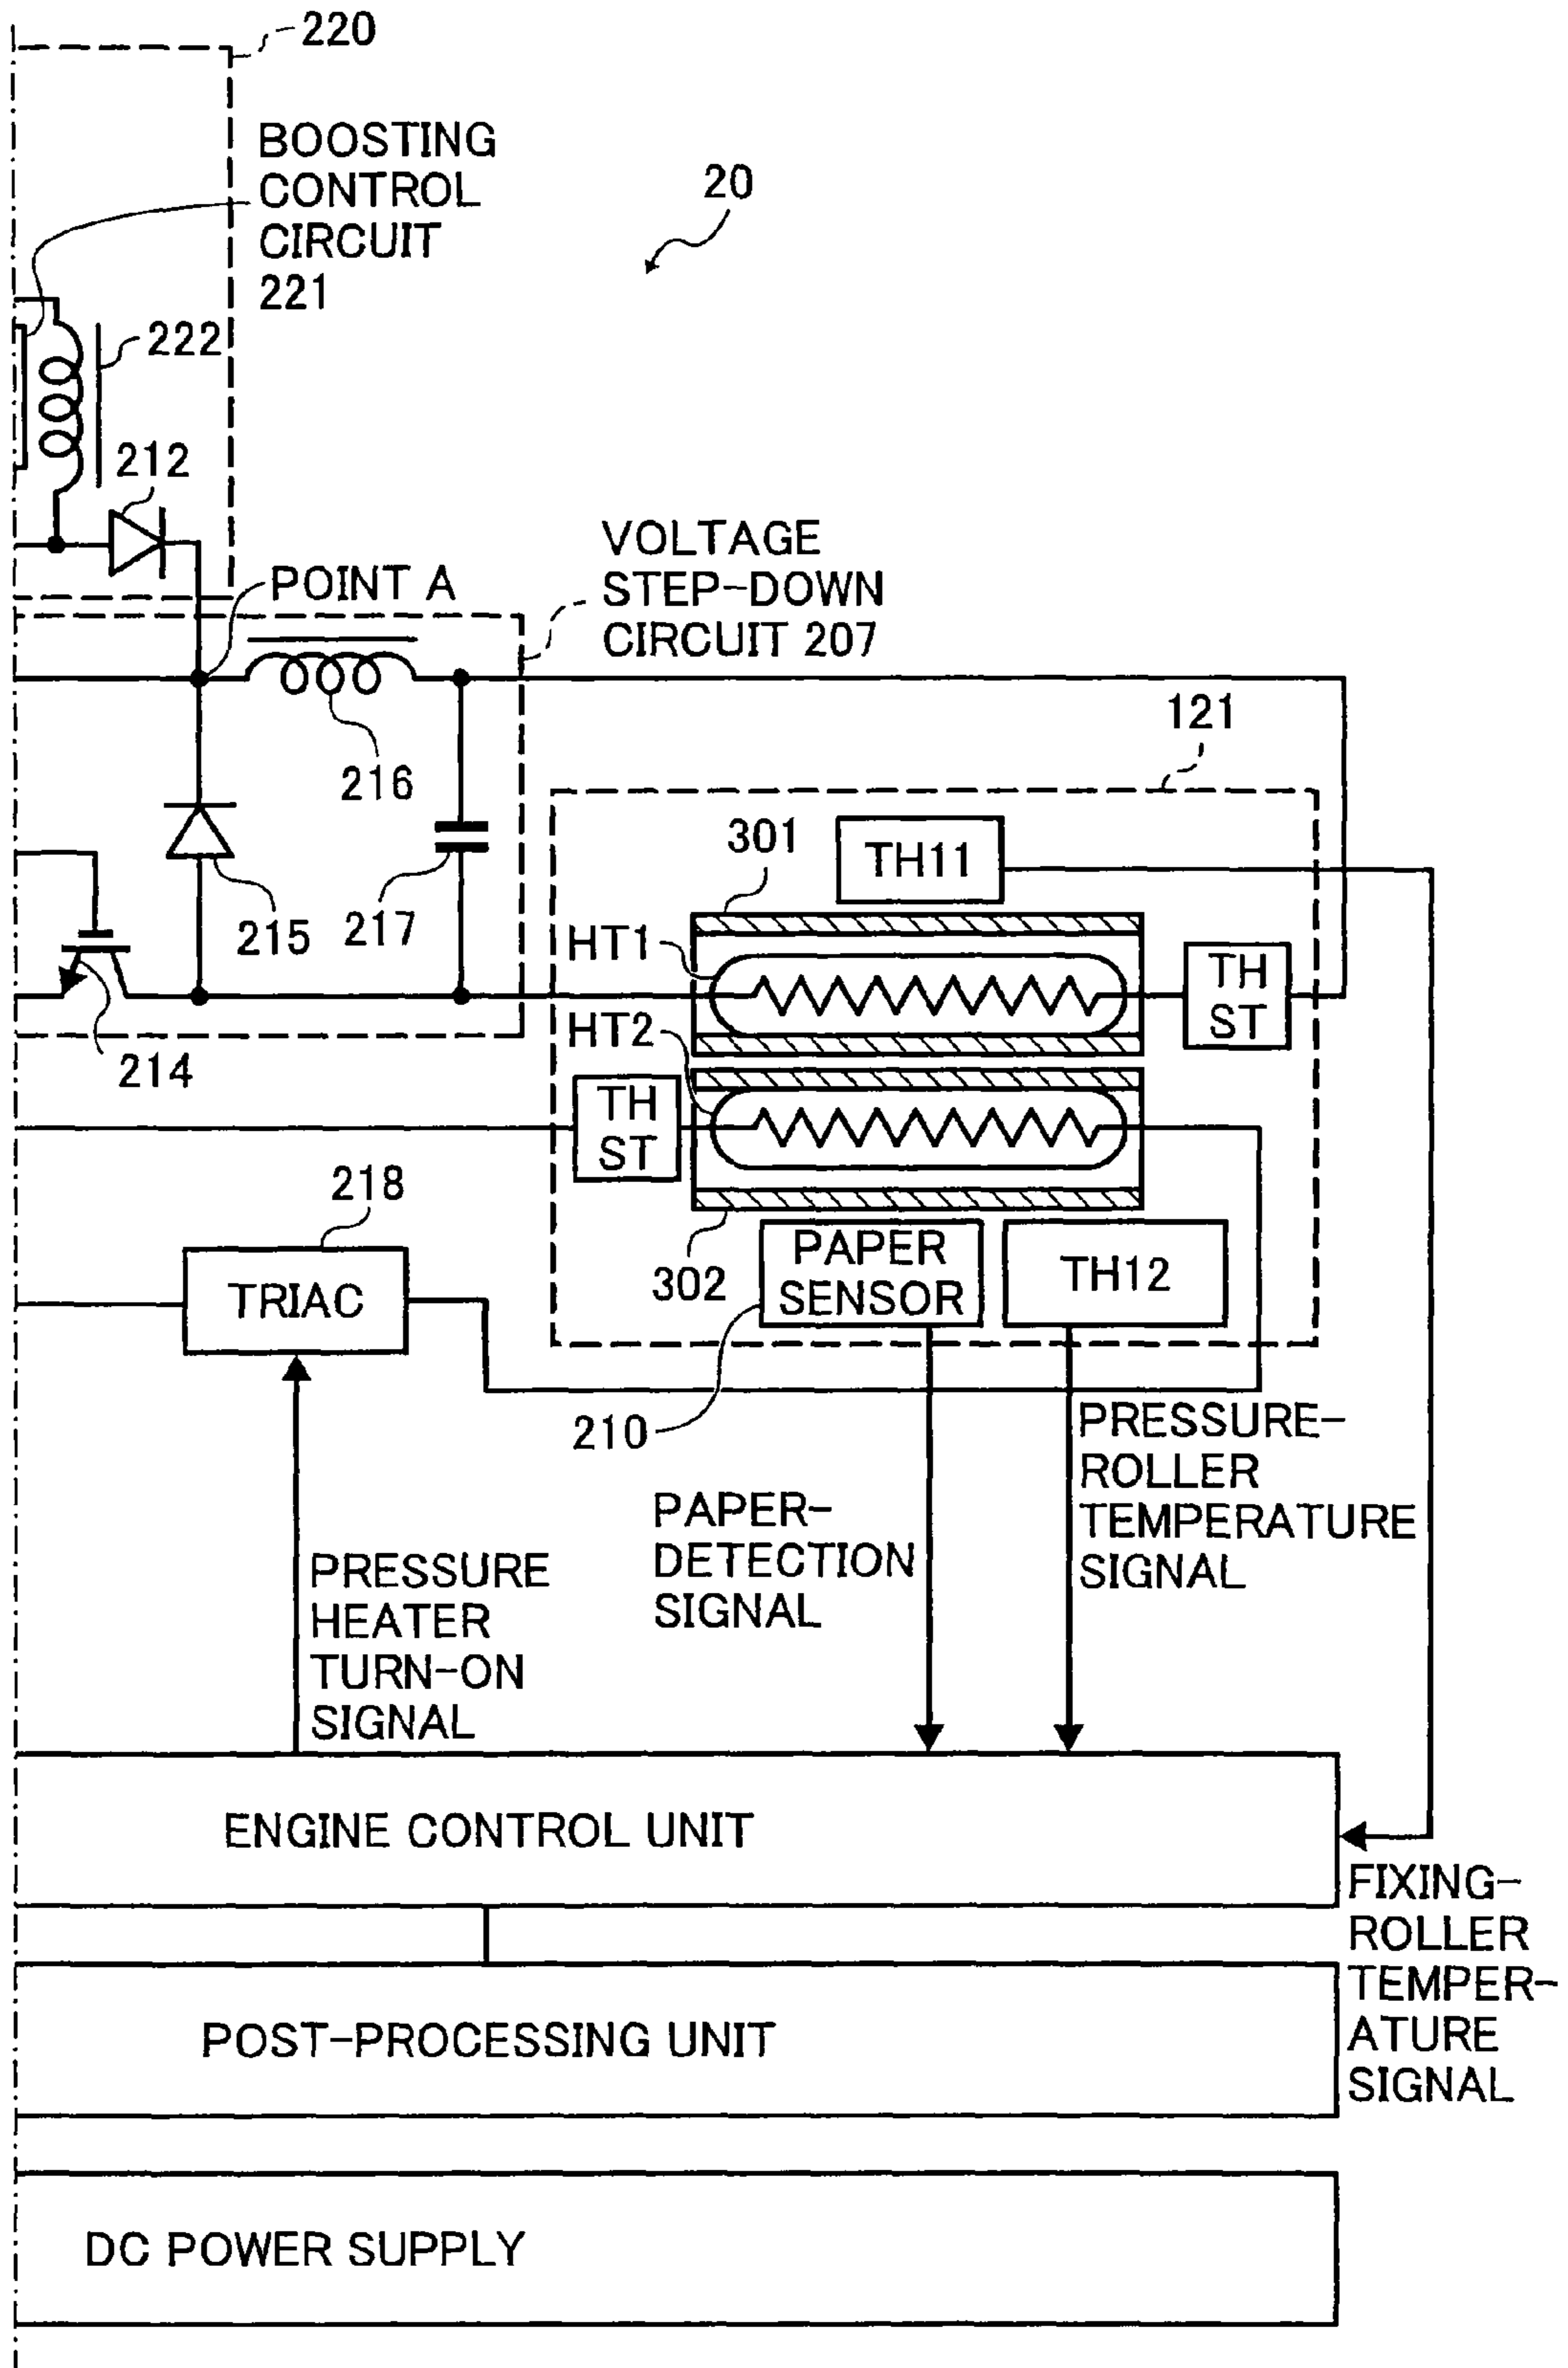 220
BOOSTING
CONTROL
CIRCUIT
221
20
222
212
POINT A
VOLTAGE
STEP-DOWN
CIRCUIT 207
216
121
301
TH11
215
217
HT1
TH
ST
HT2
214
TH
ST
218
TRIAC
302
PAPER
SENSOR
TH12
210
PRESSURE-
ROLLER
TEMPERATURE
SIGNAL
PAPER-
DETECTION
SIGNAL
PRESSURE
HEATER
TURN-ON
SIGNAL
ENGINE CONTROL UNIT
FIXING-
ROLLER
TEMPER-
ATURE
SIGNAL
POST-PROCESSING UNIT
DC POWER SUPPLY